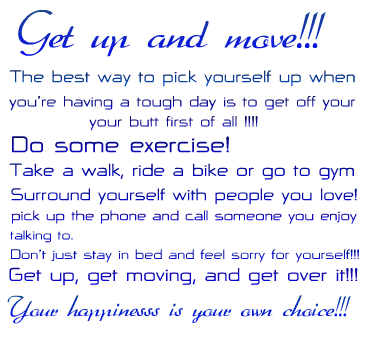 Get up and move!!!
The best way to pick yourself up when
you're having a tough day is to get off your
your butt first of all !!!!
Do some exercise!
Take a walk, ride a bike or go to gym
Surround yourself with people you love!
pick up the phone and call someone you enjoy
talking to.
Don't just stay in bed and feel sorry for yourself!!!
Get up, get moving, and get over it!!!
Your happinesss is your own choice!!!